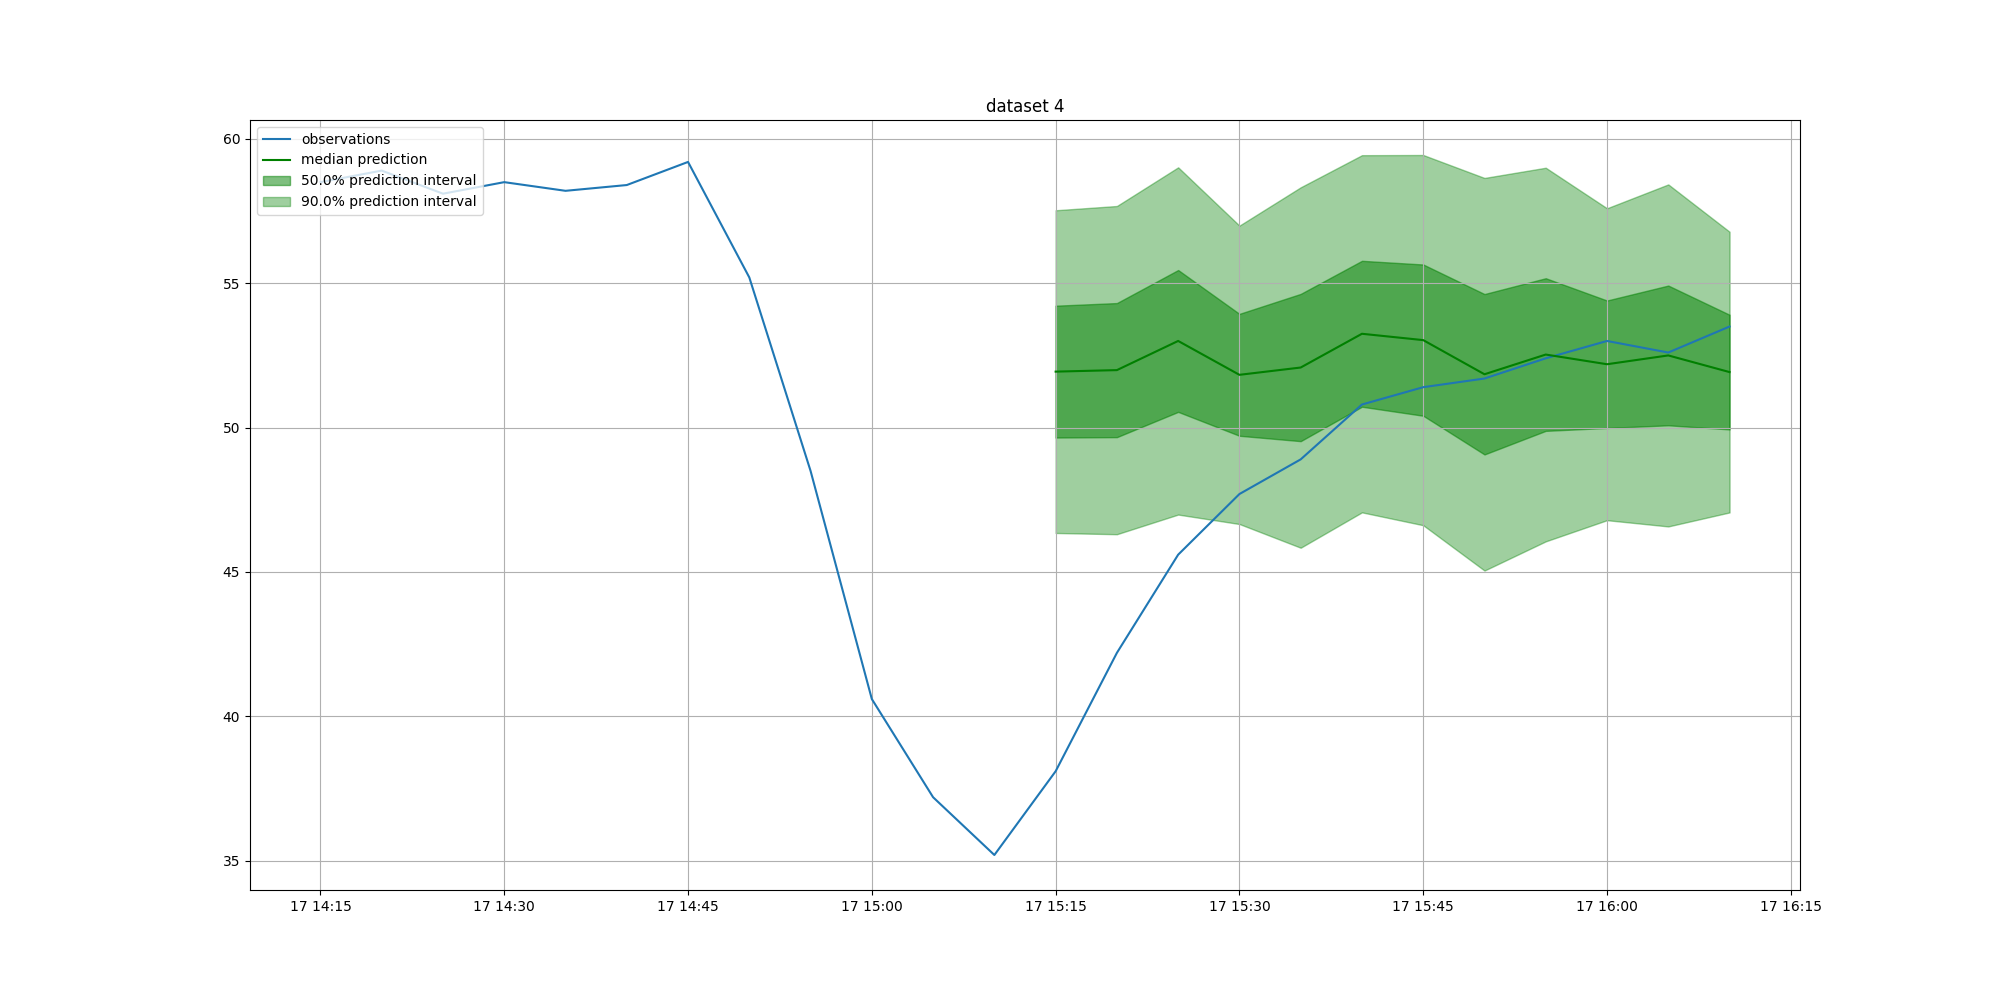 dataset 4
observations
median prediction
50.0% prediction interval
90.0% prediction interval
60
55
50
45
40
35
17 14:15 17 14:30 17 14:45 17 15:00 17 15:15 17 15:30 17 15:45 17 16:00 17 16:15